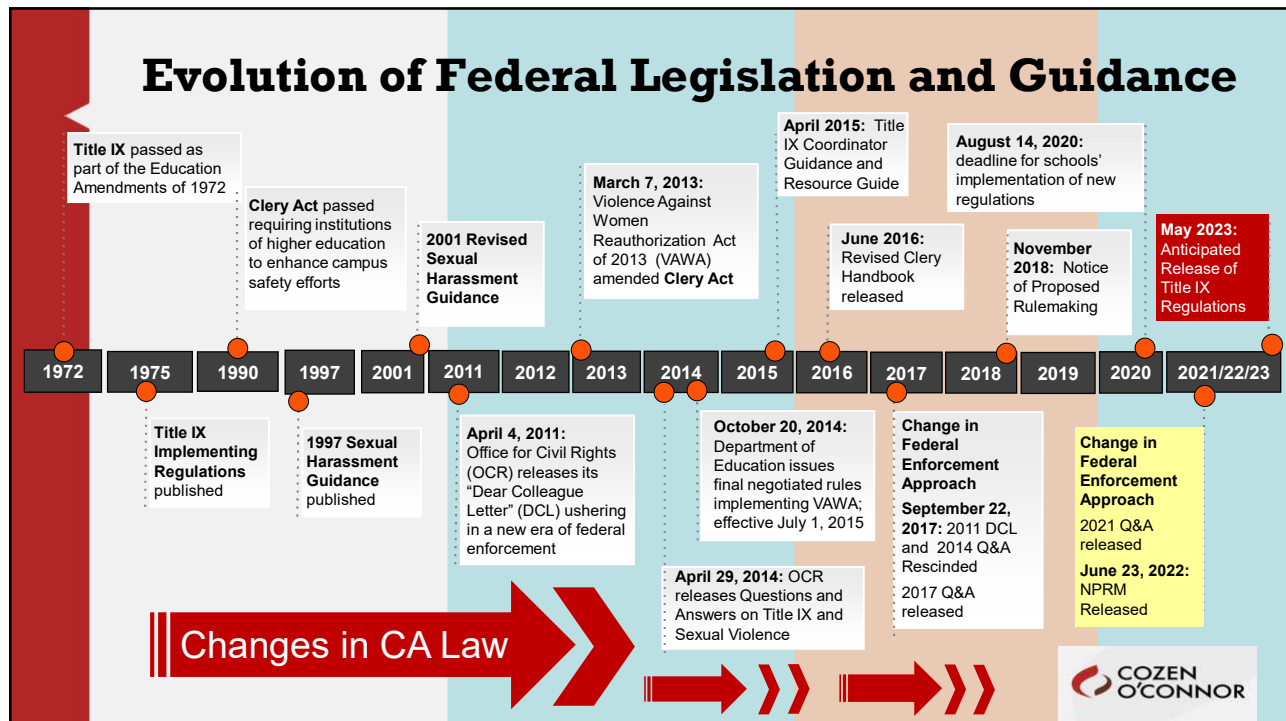 Evolution of Federal Legislation and Guidance
Title IX passed as
part of the Education
Amendments of 1972
Clery Act passed
requiring institutions
of higher education
to enhance campus
safety efforts
2001 Revised
Sexual
Harassment
Guidance
March 7, 2013:
Violence Against
Women
Reauthorization Act
of 2013 (VAWA)
amended Clery Act
April 2015: Title
IX Coordinator
Guidance and
Resource Guide
June 2016:
Revised Clery
Handbook
released
August 14, 2020:
deadline for schools’
implementation of new
regulations
November
2018: Notice
of Proposed
Rulemaking
May 2023:
Anticipated
Release of
Title IX
Regulations
1972
1975
1990
1997
2001
2011
2012
2013
2014
2015
2016
2017
2018
2019
2020
2021/22/23
Title IX
Implementing
Regulations
published
1997 Sexual
Harassment
Guidance
published
April 4, 2011:
Office for Civil Rights
(OCR) releases its
“Dear Colleague
Letter” (DCL) ushering
in a new era of federal
enforcement
April 29, 2014: OCR
releases Questions and
Answers on Title IX and
Sexual Violence
October 20, 2014:
Department of
Education issues
final negotiated rules
implementing VAWA;
effective July 1, 2015
Change in
Federal
Enforcement
Approach
September 22,
2017: 2011 DCL
and 2014 Q&A
Rescinded
2017 Q&A
released
Change in
Federal
Enforcement
Approach
2021 Q&A
released
June 23, 2022:
NPRM
Released
Changes in CA Law
COZEN
O’CONNOR